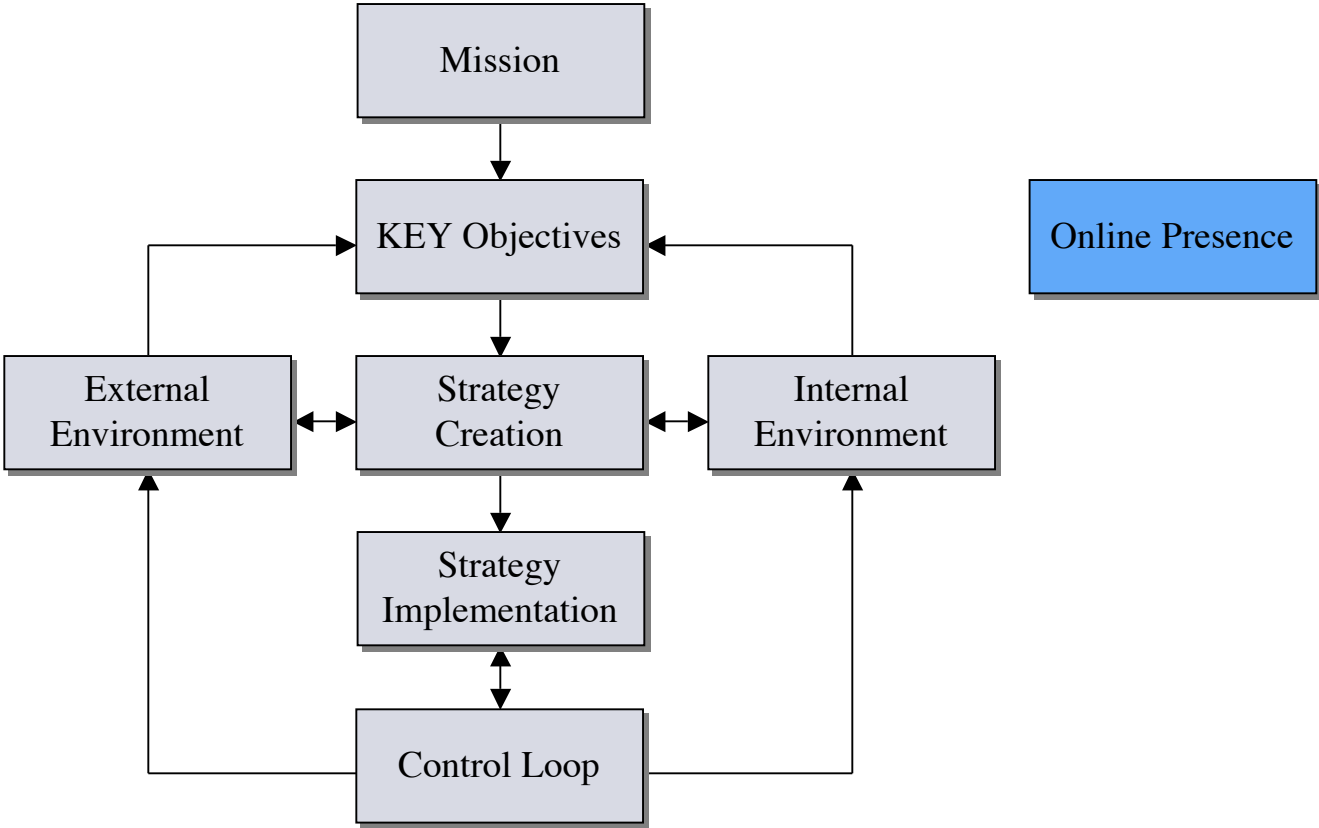 Mission
KEY Objectives
Online Presence
External
Environment
Strategy
Creation
Internal
Environment
Strategy
Implementation
Control Loop